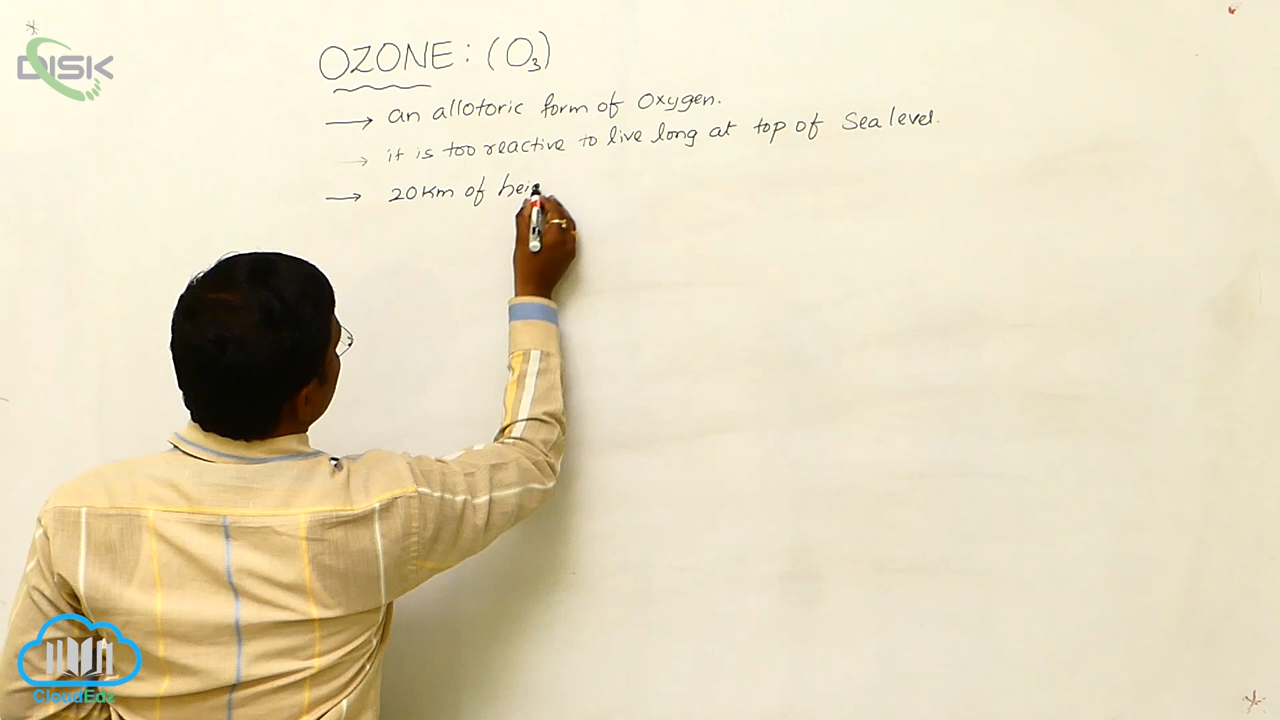 DISK
OZONE: (O₃)
→ an allotoric form of Oxygen.
→ it is too reactive to live long at top of Sea level.
→ 20Km of hei
CloudEdz